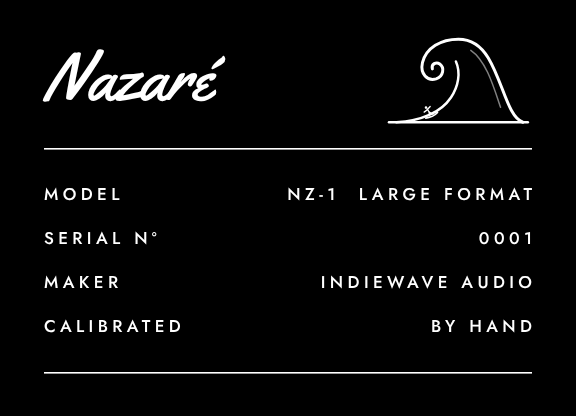 Nazaré
MODEL NZ-1 LARGE FORMAT
SERIAL N° 0001
MAKER INDIEWAVE AUDIO
CALIBRATED BY HAND